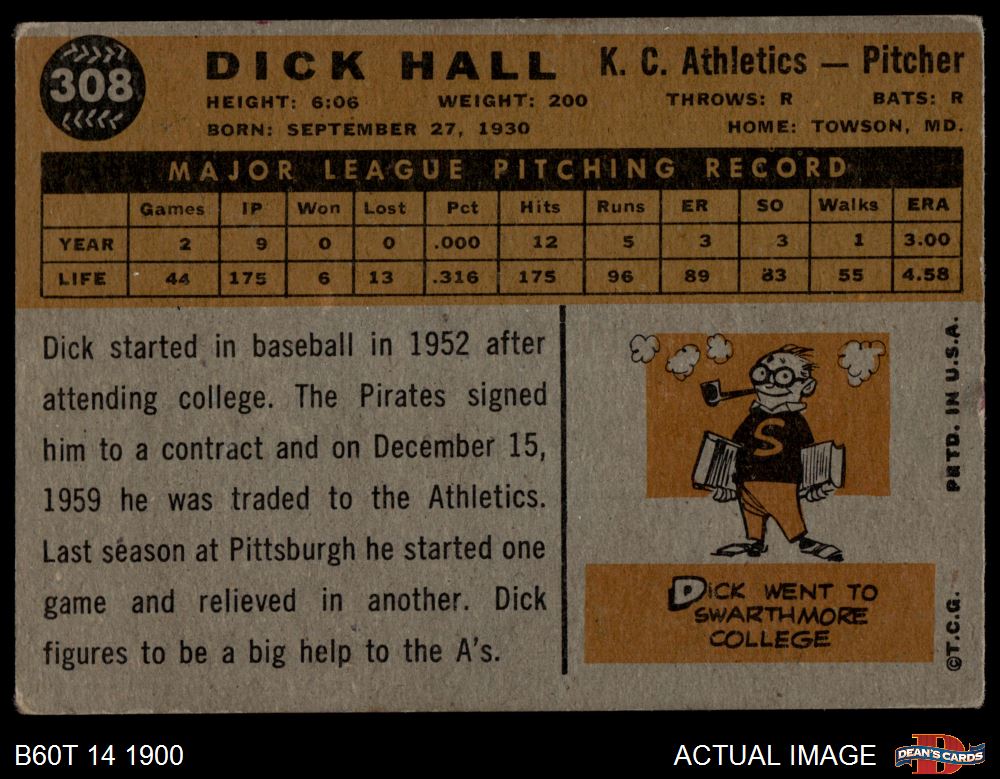 308
DICK HALL K. C. Athletics — Pitcher
HEIGHT: 6:06 WEIGHT: 200 THROWS: R BATS: R
BORN: SEPTEMBER 27, 1930 HOME: TOWSON, MD.
MAJOR LEAGUE PITCHING RECORD
Games IP Won Lost Pct Hits Runs ER SO Walks ERA
YEAR 2 9 0 0 .000 12 5 3 3 1 3.00
LIFE 44 175 6 13 .316 175 96 89 83 55 4.58
Dick started in baseball in 1952 after
attending college. The Pirates signed
him to a contract and on December 15,
1959 he was traded to the Athletics.
Last season at Pittsburgh he started one
game and relieved in another. Dick
figures to be a big help to the A's.
S
DICK WENT TO
SWARTHMORE
COLLEGE
©T.C.G. PRTD. IN U.S.A.
B60T 14 1900
ACTUAL IMAGE
D
DEAN'S CARDS